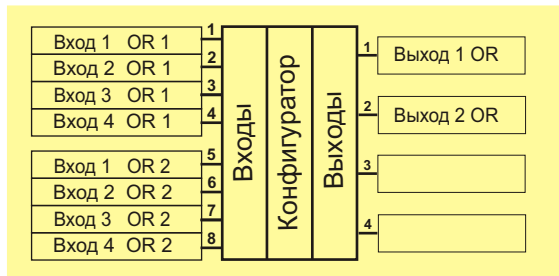 Вход 1 OR 1
Вход 2 OR 1
Вход 3 OR 1
Вход 4 OR 1
Вход 1 OR 2
Вход 2 OR 2
Вход 3 OR 2
Вход 4 OR 2
1
2
3
4
5
6
7
8
Входы
Конфигуратор
Выходы
1
Выход 1 OR
2
Выход 2 OR
3
4